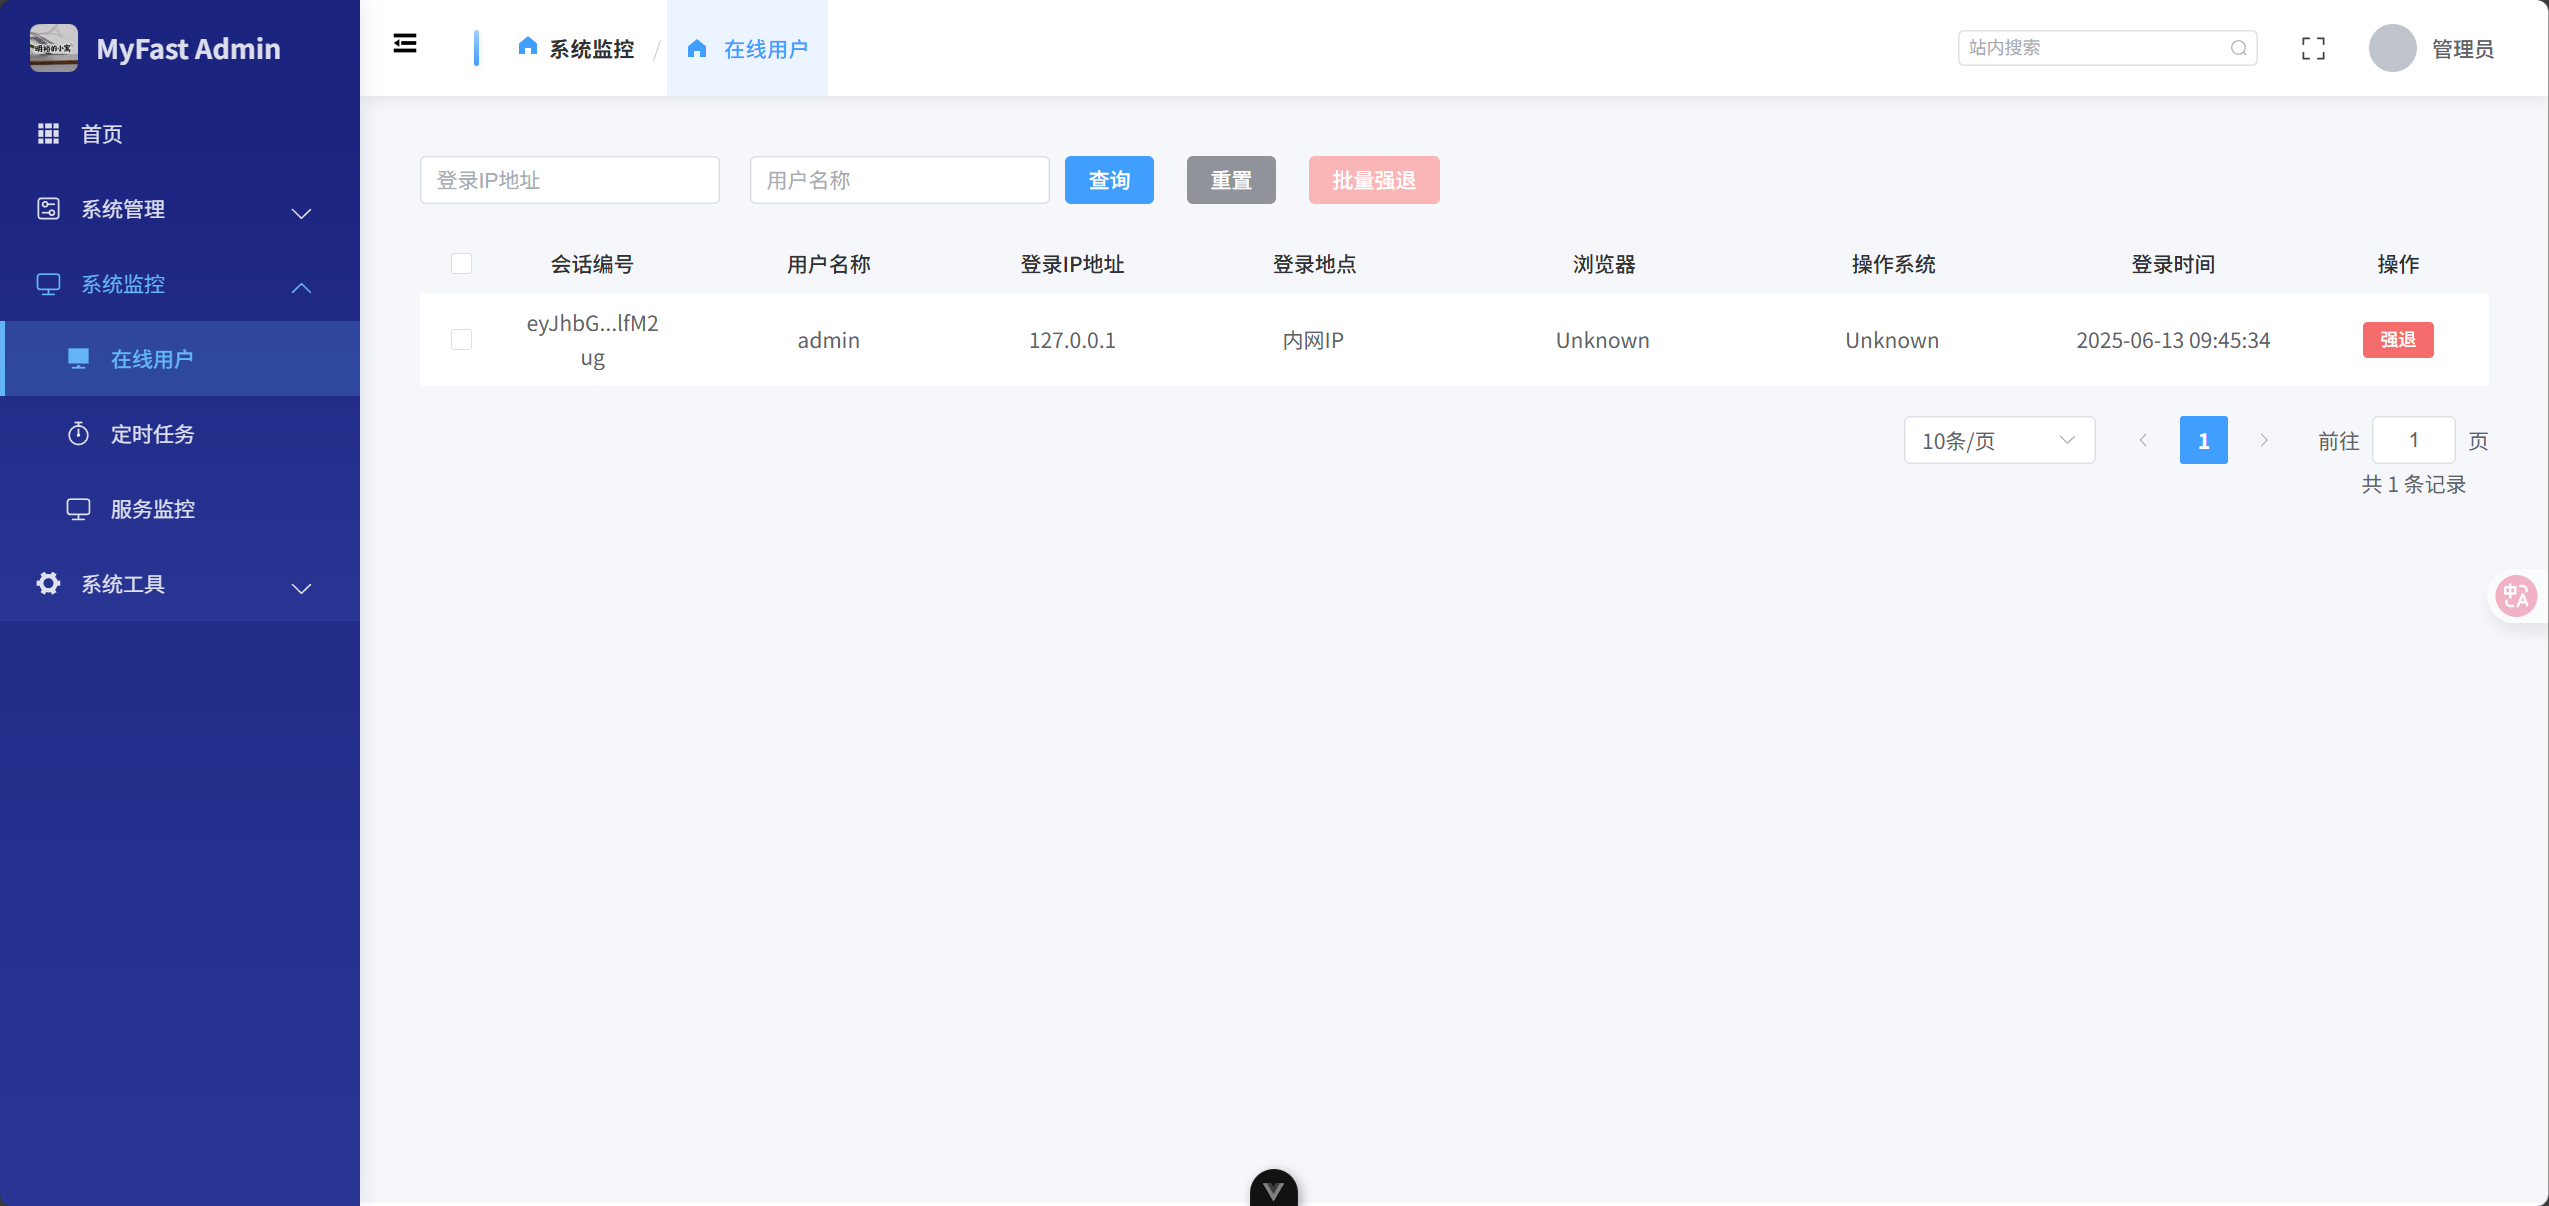 MyFast Admin
首页
系统管理
系统监控
在线用户
定时任务
服务监控
系统工具
系统监控 / 在线用户
站内搜索
管理员
登录IP地址 用户名称 查询 重置 批量强退
会话编号 用户名称 登录IP地址 登录地点 浏览器 操作系统 登录时间 操作
eyJhbG...lfM2
ug
admin 127.0.0.1 内网IP Unknown Unknown 2025-06-13 09:45:34 强退
10条/页 1 前往 1 页
共 1 条记录
中A